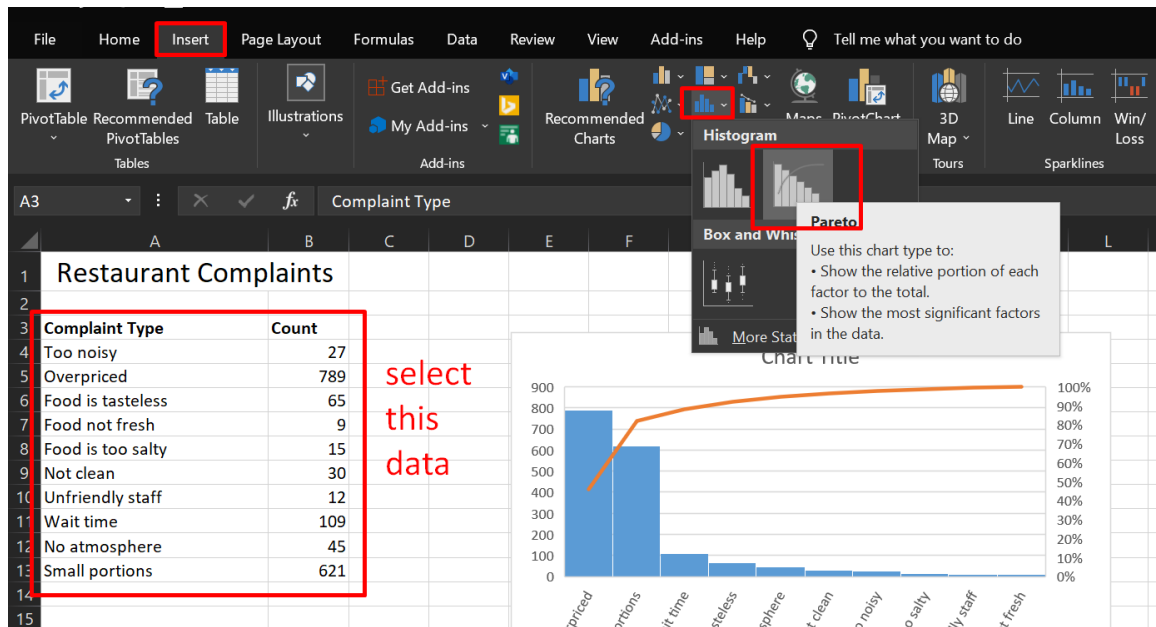 File Home Insert Page Layout Formulas Data Review View Add-ins Help Tell me what you want to do
PivotTable
Recommended
PivotTables
Table
Tables
Illustrations
Get Add-ins
My Add-ins
Add-ins
Recommended
Charts
Maps PivotChart
3D
Map
Tours
Line Column Win/
Loss
Sparklines
Histogram
Pareto
Use this chart type to:
• Show the relative portion of each
factor to the total.
• Show the most significant factors
in the data.
Box and Whis
More Stat
A3 fx Complaint Type
A B C D E F L
1 Restaurant Complaints
2
3 Complaint Type Count
4 Too noisy 27
5 Overpriced 789
6 Food is tasteless 65
7 Food not fresh 9
8 Food is too salty 15
9 Not clean 30
10 Unfriendly staff 12
11 Wait time 109
12 No atmosphere 45
13 Small portions 621
14
15
select
this
data
Chart Title
900
800
700
600
500
400
300
200
100
0
100%
90%
80%
70%
60%
50%
40%
30%
20%
10%
0%
priced
ortions
it time
steless
phere
t clean
o noisy
o salty
ly staff
t fresh